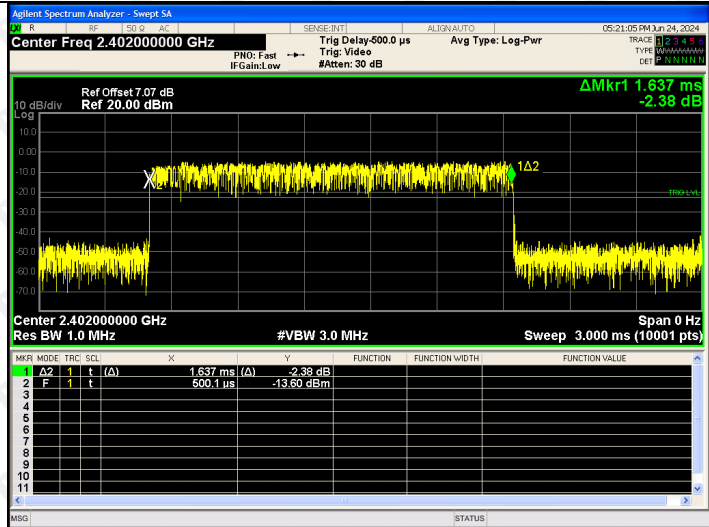 Agilent Spectrum Analyzer - Swept SA
R RF 50 Ω AC SENSE:INT ALIGN AUTO 05:21:05 PM Jun 24, 2024
Center Freq 2.402000000 GHz
PNO: Fast
IFGain:Low
Trig Delay-500.0 µs
Trig: Video
#Atten: 30 dB
Avg Type: Log-Pwr
TRACE 1 2 3 4 5 6
TYPE
DET P N N N N N
ΔMkr1 1.637 ms
-2.38 dB
Ref Offset 7.07 dB
10 dB/div Ref 20.00 dBm
Log
10.0
0.00
-10.0
-20.0
-30.0
-40.0
-50.0
-60.0
-70.0
2
1Δ2
TRIG LVL
Center 2.402000000 GHz Span 0 Hz
Res BW 1.0 MHz #VBW 3.0 MHz Sweep 3.000 ms (10001 pts)
MKR MODE TRC SCL X Y FUNCTION FUNCTION WIDTH FUNCTION VALUE
1 Δ2 1 t (Δ) 1.637 ms (Δ) -2.38 dB
2 F 1 t 500.1 µs -13.60 dBm
3
4
5
6
7
8
9
10
11
MSG STATUS